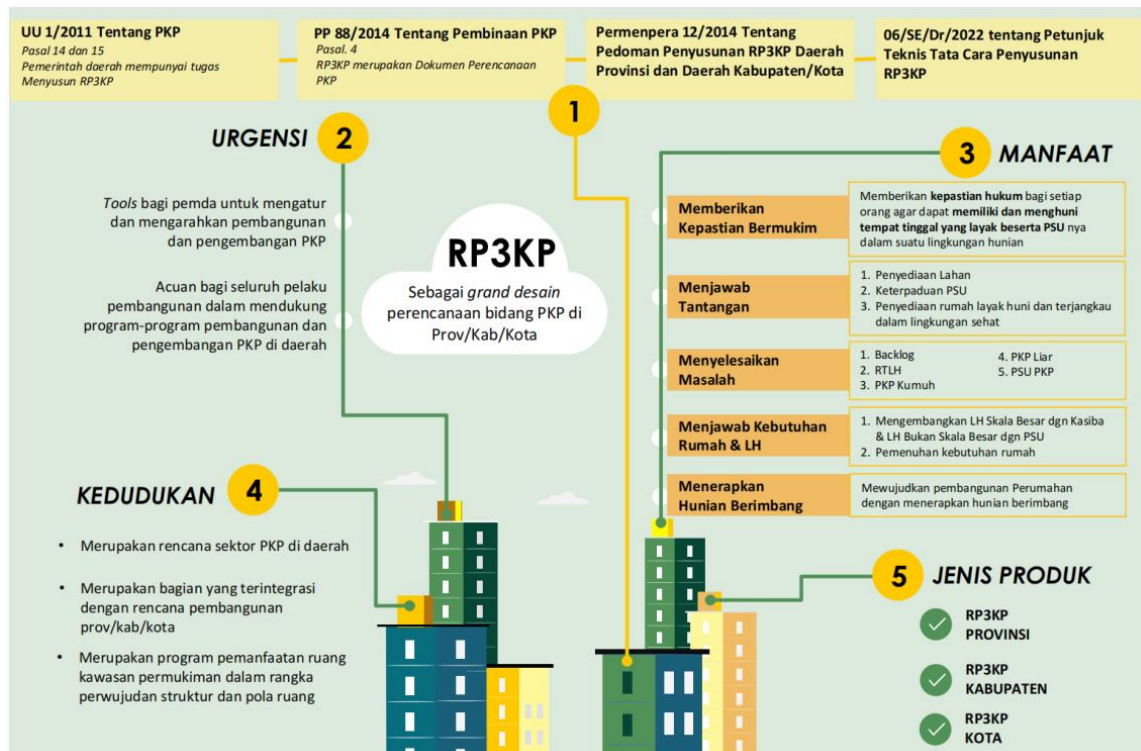 UU 1/2011 Tentang PKP
Pasal 14 dan 15
Pemerintah daerah mempunyai tugas
Menyusun RP3KP
PP 88/2014 Tentang Pembinaan PKP
Pasal. 4
RP3KP merupakan Dokumen Perencanaan
PKP
Permenpera 12/2014 Tentang
Pedoman Penyusunan RP3KP Daerah
Provinsi dan Daerah Kabupaten/Kota
06/SE/Dr/2022 tentang Petunjuk
Teknis Tata Cara Penyusunan
RP3KP
1
URGENSI 2
Tools bagi pemda untuk mengatur
dan mengarahkan pembangunan
dan pengembangan PKP
Acuan bagi seluruh pelaku
pembangunan dalam mendukung
program-program pembangunan dan
pengembangan PKP di daerah
RP3KP
Sebagai grand desain
perencanaan bidang PKP di
Prov/Kab/Kota
3 MANFAAT
Memberikan
Kepastian Bermukim
Memberikan kepastian hukum bagi setiap
orang agar dapat memiliki dan menghuni
tempat tinggal yang layak beserta PSU nya
dalam suatu lingkungan hunian
Menjawab
Tantangan
1. Penyediaan Lahan
2. Keterpaduan PSU
3. Penyediaan rumah layak huni dan terjangkau
dalam lingkungan sehat
Menyelesaikan
Masalah
1. Backlog
2. RTLH
3. PKP Kumuh
4. PKP Liar
5. PSU PKP
Menjawab Kebutuhan
Rumah & LH
1. Mengembangkan LH Skala Besar dgn Kasiba
& LH Bukan Skala Besar dgn PSU
2. Pemenuhan kebutuhan rumah
Menerapkan
Hunian Berimbang
Mewujudkan pembangunan Perumahan
dengan menerapkan hunian berimbang
KEDUDUKAN 4
• Merupakan rencana sektor PKP di daerah
• Merupakan bagian yang terintegrasi
dengan rencana pembangunan
prov/kab/kota
• Merupakan program pemanfaatan ruang
kawasan permukiman dalam rangka
perwujudan struktur dan pola ruang
5 JENIS PRODUK
RP3KP
PROVINSI
RP3KP
KABUPATEN
RP3KP
KOTA